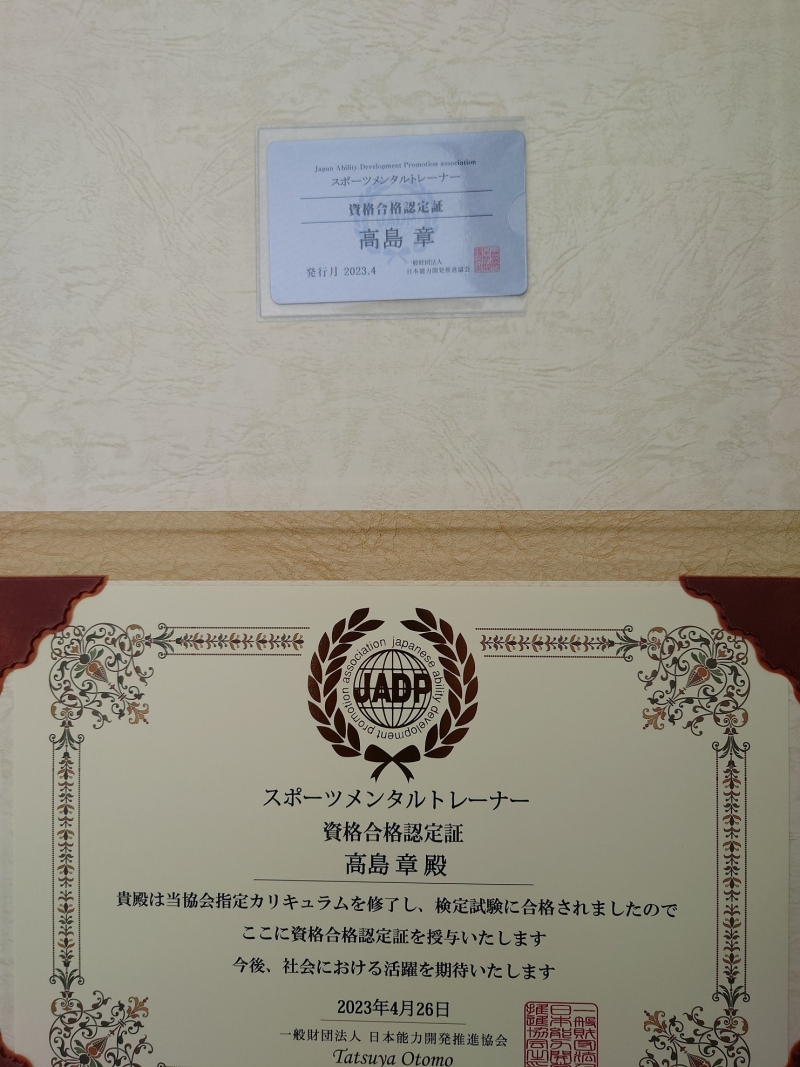 Japan Ability Development Promotion association
スポーツメンタルトレーナー
資格合格認定証
高島 章
発行月 2023.4
一般財団法人
日本能力開発推進協会
japanese ability development promotion association
JADP
スポーツメンタルトレーナー
資格合格認定証
高島 章 殿
貴殿は当協会指定カリキュラムを修了し、検定試験に合格されましたので
ここに資格合格認定証を授与いたします
今後、社会における活躍を期待いたします
2023年4月26日
一般財団法人 日本能力開発推進協会
Tatsuya Otomo